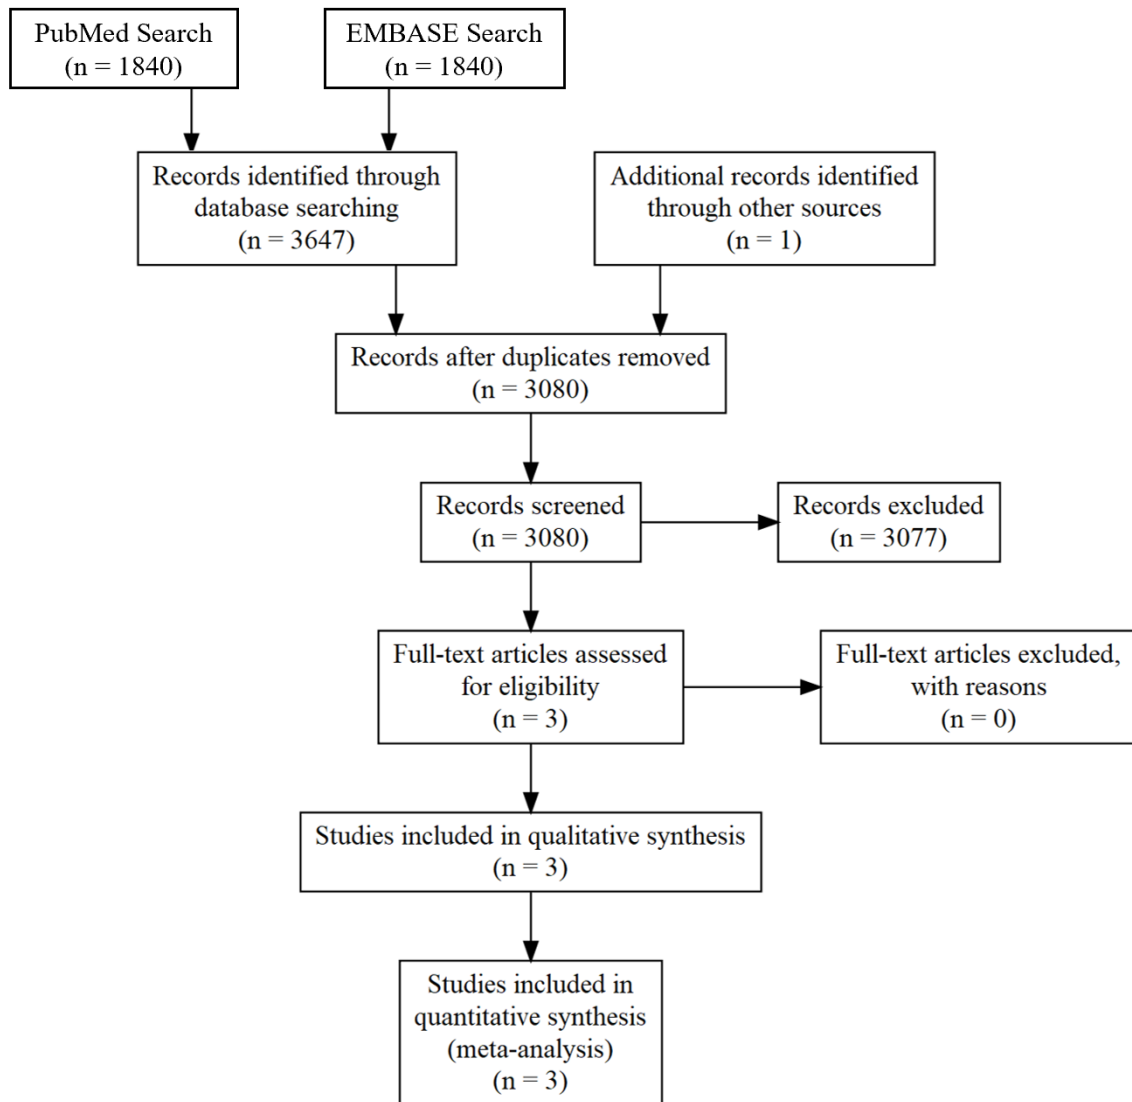 PubMed Search
(n = 1840)
EMBASE Search
(n = 1840)
Records identified through
database searching
(n = 3647)
Additional records identified
through other sources
(n = 1)
Records after duplicates removed
(n = 3080)
Records screened
(n = 3080)
Records excluded
(n = 3077)
Full-text articles assessed
for eligibility
(n = 3)
Full-text articles excluded,
with reasons
(n = 0)
Studies included in qualitative synthesis
(n = 3)
Studies included in
quantitative synthesis
(meta-analysis)
(n = 3)